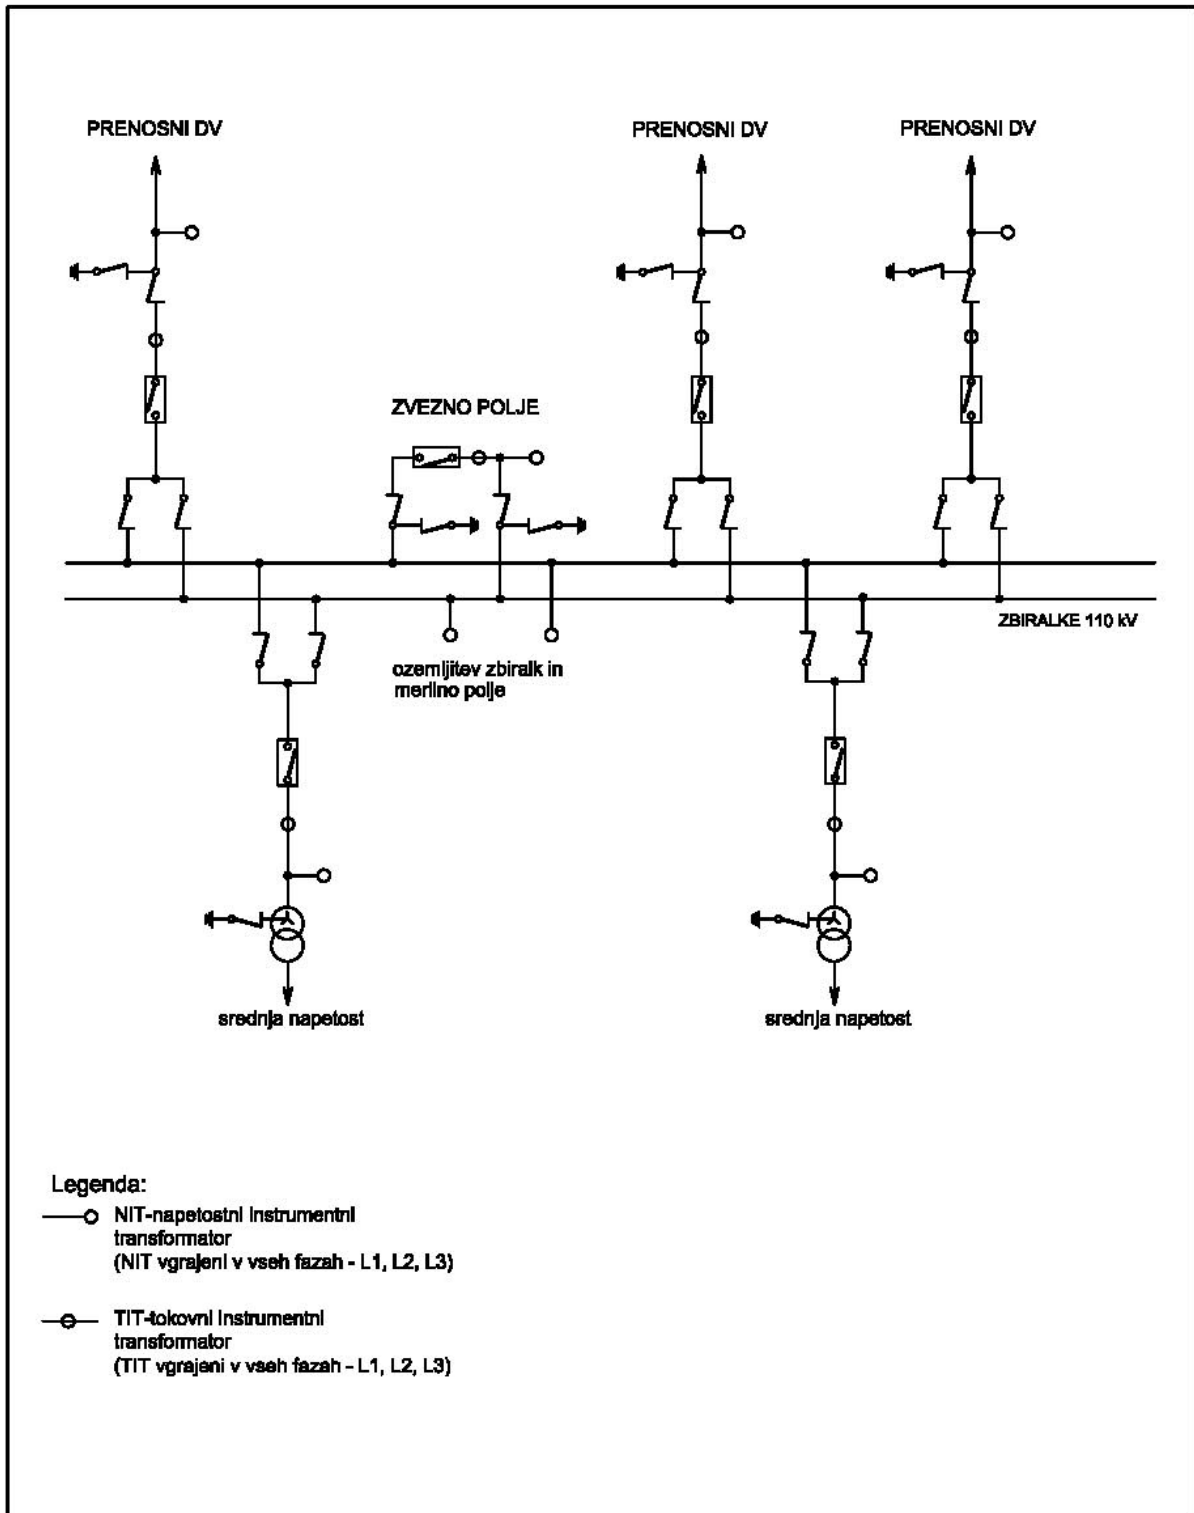 PRENOSNI DV
PRENOSNI DV
PRENOSNI DV
ZVEZNO POLJE
ZBIRALKE 110 kV
ozemljitev zbiralk in
merilno polje
srednja napetost
srednja napetost
Legenda:
NIT-napetostni instrumentni
transformator
(NIT vgrajeni v vseh fazah - L1, L2, L3)
TIT-tokovni instrumentni
transformator
(TIT vgrajeni v vseh fazah - L1, L2, L3)